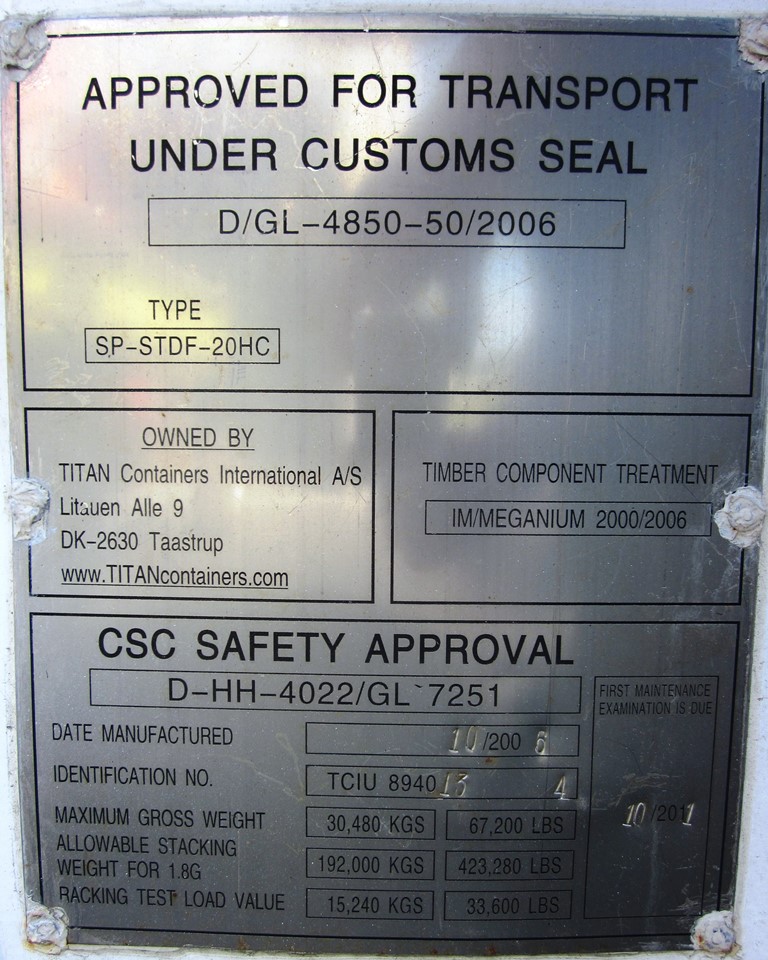 APPROVED FOR TRANSPORT
UNDER CUSTOMS SEAL
D/GL-4850-50/2006
TYPE
SP-STDF-20HC
OWNED BY
TITAN Containers International A/S
Litauen Alle 9
DK-2630 Taastrup
www.TITANcontainers.com
TIMBER COMPONENT TREATMENT
IM/MEGANIUM 2000/2006
CSC SAFETY APPROVAL
D-HH-4022/GL 7251
FIRST MAINTENANCE
EXAMINATION IS DUE
10/2011
DATE MANUFACTURED 10/2006
IDENTIFICATION NO. TCIU 894013 4
MAXIMUM GROSS WEIGHT 30,480 KGS 67,200 LBS
ALLOWABLE STACKING
WEIGHT FOR 1.8G 192,000 KGS 423,280 LBS
RACKING TEST LOAD VALUE 15,240 KGS 33,600 LBS